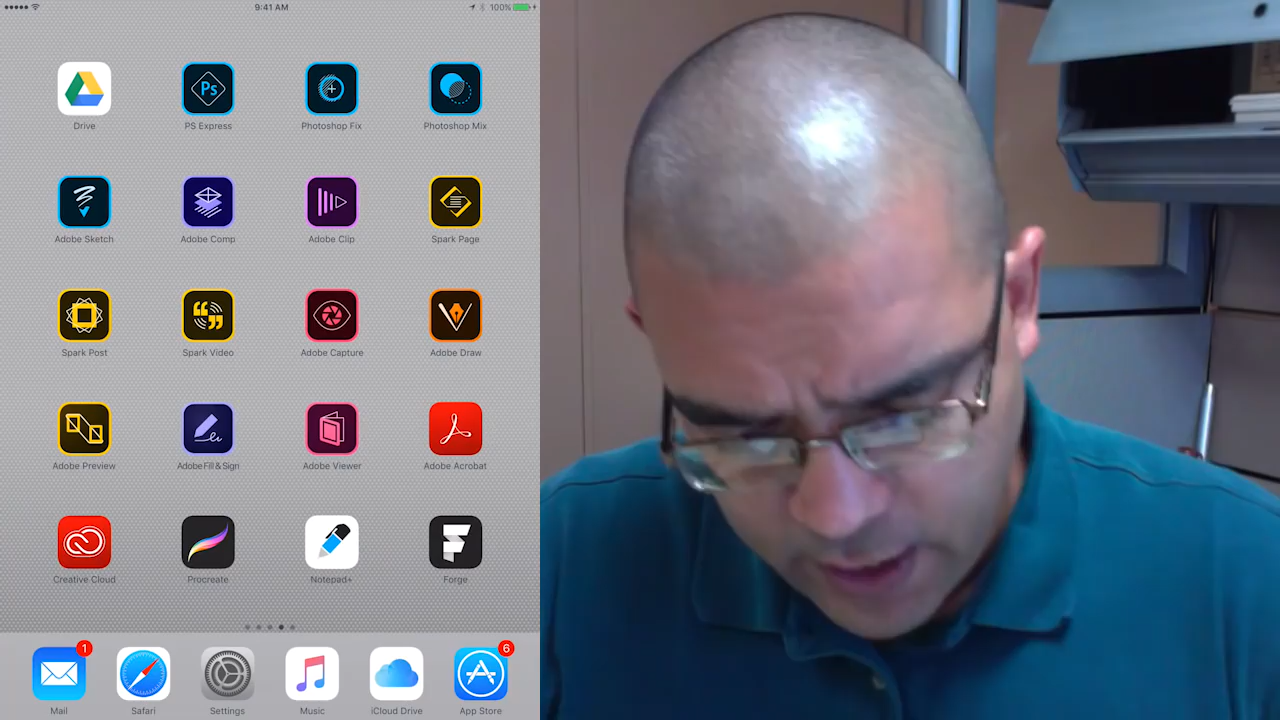 9:41 AM 100%
Drive PS Express Photoshop Fix Photoshop Mix
Ps
Adobe Sketch Adobe Comp Adobe Clip Spark Page
Spark Post Spark Video Adobe Capture Adobe Draw
Adobe Preview Adobe Fill & Sign Adobe Viewer Adobe Acrobat
Creative Cloud Procreate Notepad+ Forge
1 6
Mail Safari Settings Music iCloud Drive App Store